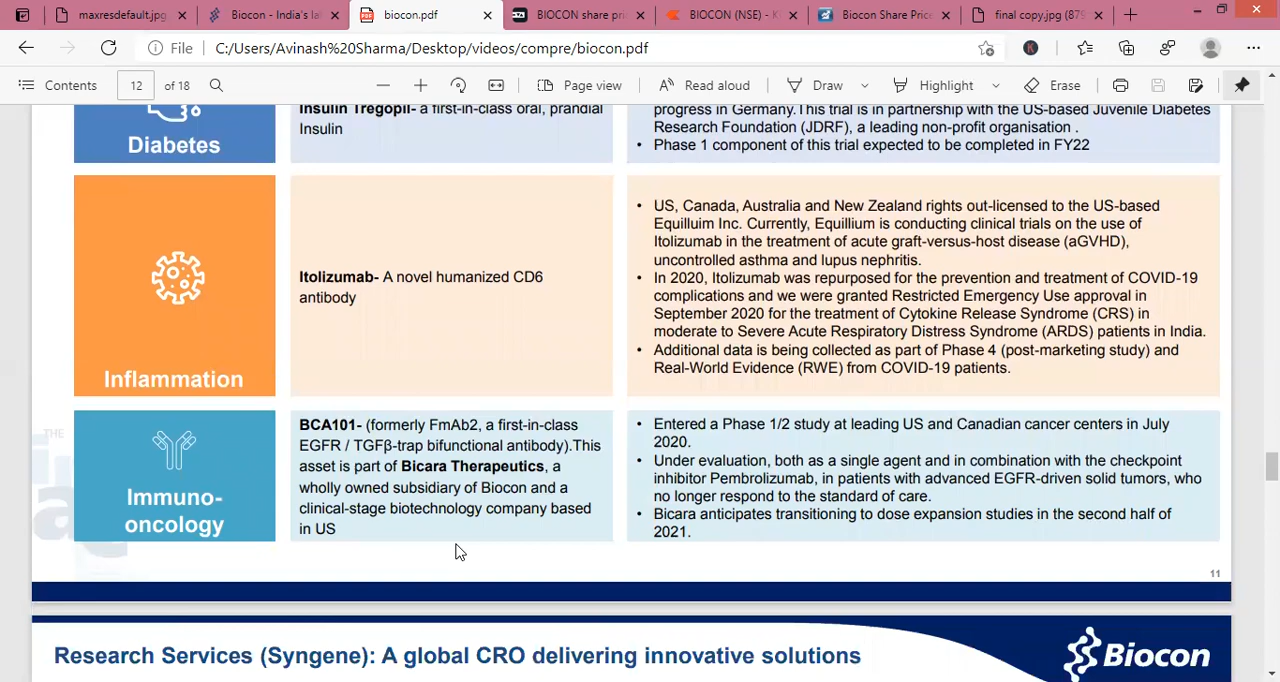 maxresdefault.jpg
Biocon - India's la
biocon.pdf
BIOCON share pri
BIOCON (NSE) - K
Biocon Share Price
final copy.jpg (879
File
C:/Users/Avinash%20Sharma/Desktop/videos/compre/biocon.pdf
K
Contents
12
of 18
Page view
Read aloud
Draw
Highlight
Erase
Diabetes
Insulin Tregopil- a first-in-class oral, prandial
Insulin
progress in Germany.This trial is in partnership with the US-based Juvenile Diabetes
Research Foundation (JDRF), a leading non-profit organisation .
• Phase 1 component of this trial expected to be completed in FY22
Inflammation
Itolizumab- A novel humanized CD6
antibody
• US, Canada, Australia and New Zealand rights out-licensed to the US-based
Equilluim Inc. Currently, Equillium is conducting clinical trials on the use of
Itolizumab in the treatment of acute graft-versus-host disease (aGVHD),
uncontrolled asthma and lupus nephritis.
• In 2020, Itolizumab was repurposed for the prevention and treatment of COVID-19
complications and we were granted Restricted Emergency Use approval in
September 2020 for the treatment of Cytokine Release Syndrome (CRS) in
moderate to Severe Acute Respiratory Distress Syndrome (ARDS) patients in India.
• Additional data is being collected as part of Phase 4 (post-marketing study) and
Real-World Evidence (RWE) from COVID-19 patients.
Immuno-
oncology
BCA101- (formerly FmAb2, a first-in-class
EGFR / TGFβ-trap bifunctional antibody).This
asset is part of Bicara Therapeutics, a
wholly owned subsidiary of Biocon and a
clinical-stage biotechnology company based
in US
• Entered a Phase 1/2 study at leading US and Canadian cancer centers in July
2020.
• Under evaluation, both as a single agent and in combination with the checkpoint
inhibitor Pembrolizumab, in patients with advanced EGFR-driven solid tumors, who
no longer respond to the standard of care.
• Bicara anticipates transitioning to dose expansion studies in the second half of
2021.
THE
11
Research Services (Syngene): A global CRO delivering innovative solutions
Biocon